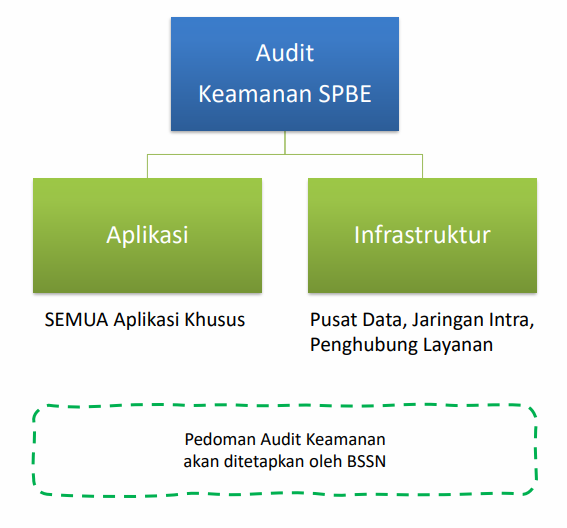 Audit
Keamanan SPBE
Aplikasi
Infrastruktur
SEMUA Aplikasi Khusus
Pusat Data, Jaringan Intra,
Penghubung Layanan
Pedoman Audit Keamanan
akan ditetapkan oleh BSSN